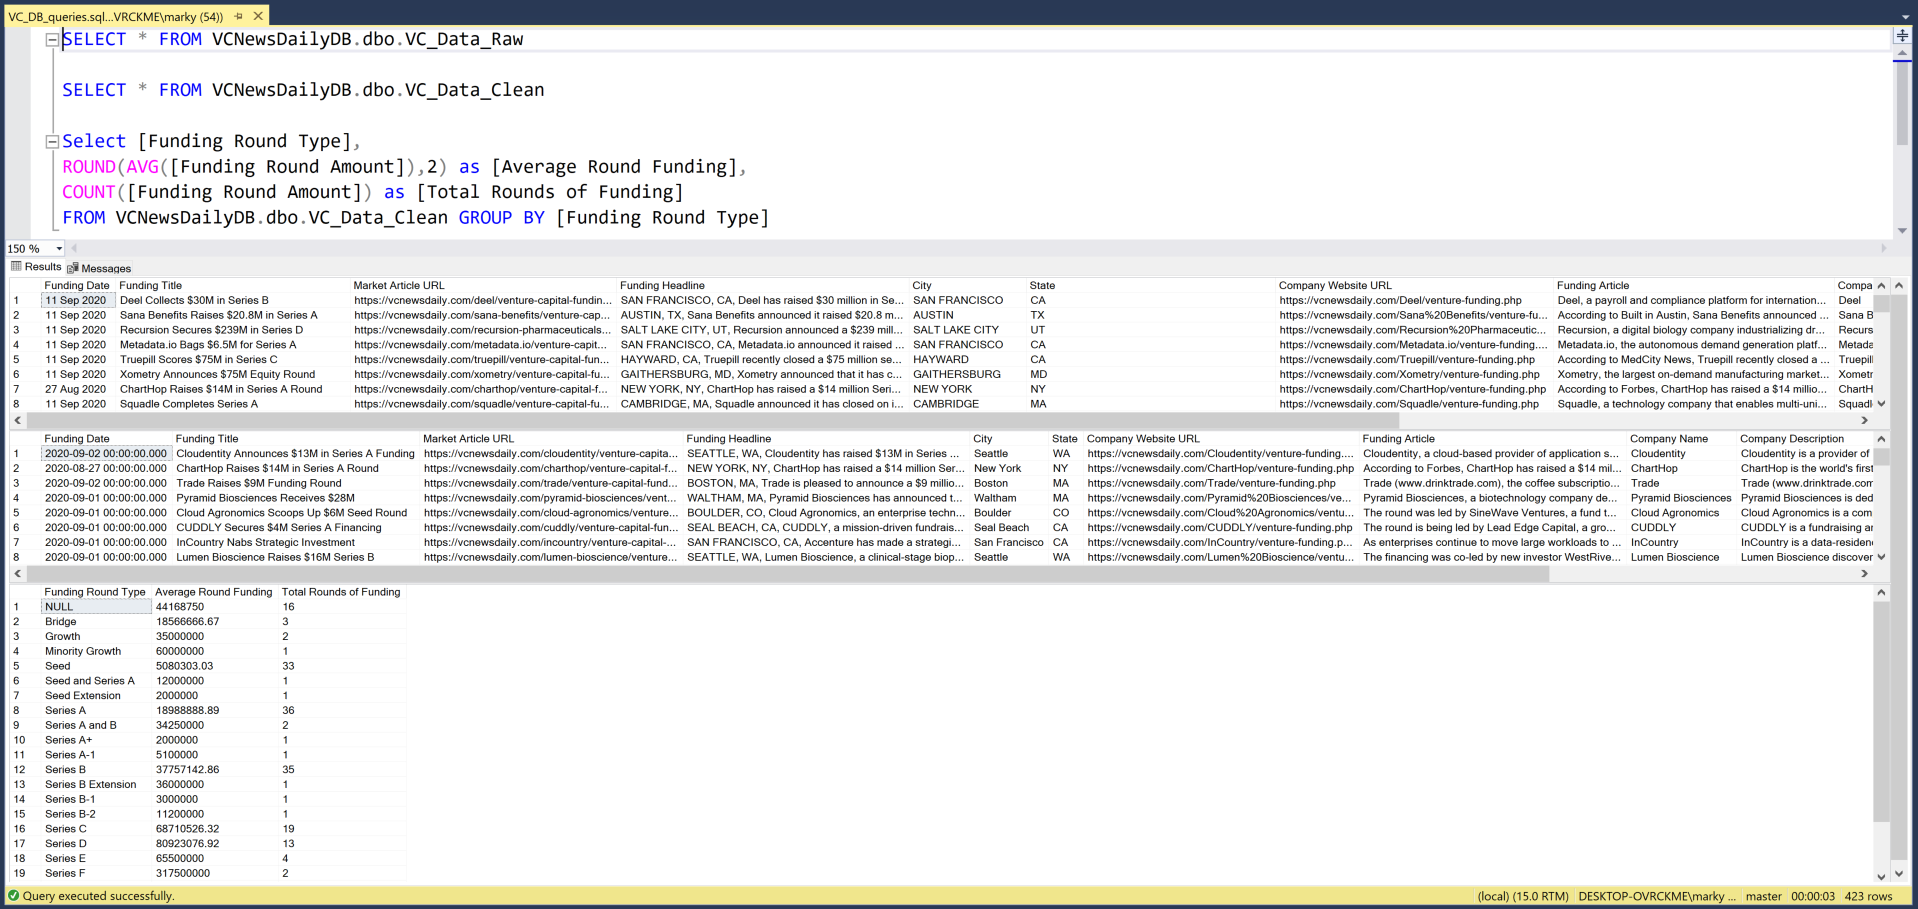 VC_DB_queries.sql...VRCKME\marky (54))
SELECT * FROM VCNewsDailyDB.dbo.VC_Data_Raw
SELECT * FROM VCNewsDailyDB.dbo.VC_Data_Clean
Select [Funding Round Type],
ROUND(AVG([Funding Round Amount]),2) as [Average Round Funding],
COUNT([Funding Round Amount]) as [Total Rounds of Funding]
FROM VCNewsDailyDB.dbo.VC_Data_Clean GROUP BY [Funding Round Type]
150 %
Results Messages
Funding Date Funding Title Market Article URL Funding Headline City State Company Website URL Funding Article Compa
1 11 Sep 2020 Deel Collects $30M in Series B https://vcnewsdaily.com/deel/venture-capital-fundin... SAN FRANCISCO, CA, Deel has raised $30 million in Se... SAN FRANCISCO CA https://vcnewsdaily.com/Deel/venture-funding.php Deel, a payroll and compliance platform for internation... Deel
2 11 Sep 2020 Sana Benefits Raises $20.8M in Series A https://vcnewsdaily.com/sana-benefits/venture-cap... AUSTIN, TX, Sana Benefits announced it raised $20.8 m... AUSTIN TX https://vcnewsdaily.com/Sana%20Benefits/venture-fu... According to Built in Austin, Sana Benefits announced ... Sana B
3 11 Sep 2020 Recursion Secures $239M in Series D https://vcnewsdaily.com/recursion-pharmaceuticals... SALT LAKE CITY, UT, Recursion announced a $239 mill... SALT LAKE CITY UT https://vcnewsdaily.com/Recursion%20Pharmaceutic... Recursion, a digital biology company industrializing dr... Recurs
4 11 Sep 2020 Metadata.io Bags $6.5M for Series A https://vcnewsdaily.com/metadata.io/venture-capit... SAN FRANCISCO, CA, Metadata.io announced it raised ... SAN FRANCISCO CA https://vcnewsdaily.com/Metadata.io/venture-funding.... Metadata.io, the autonomous demand generation platf... Metada
5 11 Sep 2020 Truepill Scores $75M in Series C https://vcnewsdaily.com/truepill/venture-capital-fun... HAYWARD, CA, Truepill recently closed a $75 million se... HAYWARD CA https://vcnewsdaily.com/Truepill/venture-funding.php According to MedCity News, Truepill recently closed a ... Truepill
6 11 Sep 2020 Xometry Announces $75M Equity Round https://vcnewsdaily.com/xometry/venture-capital-fu... GAITHERSBURG, MD, Xometry announced that it has c... GAITHERSBURG MD https://vcnewsdaily.com/Xometry/venture-funding.php Xometry, the largest on-demand manufacturing market... Xometr
7 27 Aug 2020 ChartHop Raises $14M in Series A Round https://vcnewsdaily.com/charthop/venture-capital-f... NEW YORK, NY, ChartHop has raised a $14 million Seri... NEW YORK NY https://vcnewsdaily.com/ChartHop/venture-funding.php According to Forbes, ChartHop has raised a $14 millio... ChartH
8 11 Sep 2020 Squadle Completes Series A https://vcnewsdaily.com/squadle/venture-capital-fu... CAMBRIDGE, MA, Squadle announced it has closed on i... CAMBRIDGE MA https://vcnewsdaily.com/Squadle/venture-funding.php Squadle, a technology company that enables multi-uni... Squadl
Funding Date Funding Title Market Article URL Funding Headline City State Company Website URL Funding Article Company Name Company Description
1 2020-09-02 00:00:00.000 Cloudentity Announces $13M in Series A Funding https://vcnewsdaily.com/cloudentity/venture-capita... SEATTLE, WA, Cloudentity has raised $13M in Series ... Seattle WA https://vcnewsdaily.com/Cloudentity/venture-funding.... Cloudentity, a cloud-based provider of application s... Cloudentity Cloudentity is a provider of
2 2020-08-27 00:00:00.000 ChartHop Raises $14M in Series A Round https://vcnewsdaily.com/charthop/venture-capital-f... NEW YORK, NY, ChartHop has raised a $14 million Ser... New York NY https://vcnewsdaily.com/ChartHop/venture-funding.php According to Forbes, ChartHop has raised a $14 mil... ChartHop ChartHop is the world's first
3 2020-09-02 00:00:00.000 Trade Raises $9M Funding Round https://vcnewsdaily.com/trade/venture-capital-fund... BOSTON, MA, Trade is pleased to announce a $9 millio... Boston MA https://vcnewsdaily.com/Trade/venture-funding.php Trade (www.drinktrade.com), the coffee subscriptio... Trade Trade (www.drinktrade.com
4 2020-09-01 00:00:00.000 Pyramid Biosciences Receives $28M https://vcnewsdaily.com/pyramid-biosciences/vent... WALTHAM, MA, Pyramid Biosciences has announced t... Waltham MA https://vcnewsdaily.com/Pyramid%20Biosciences/ve... Pyramid Biosciences, a biotechnology company de... Pyramid Biosciences Pyramid Biosciences is ded
5 2020-09-01 00:00:00.000 Cloud Agronomics Scoops Up $6M Seed Round https://vcnewsdaily.com/cloud-agronomics/venture... BOULDER, CO, Cloud Agronomics, an enterprise techn... Boulder CO https://vcnewsdaily.com/Cloud%20Agronomics/ventu... The round was led by SineWave Ventures, a fund t... Cloud Agronomics Cloud Agronomics is a com
6 2020-09-01 00:00:00.000 CUDDLY Secures $4M Series A Financing https://vcnewsdaily.com/cuddly/venture-capital-fun... SEAL BEACH, CA, CUDDLY, a mission-driven fundrais... Seal Beach CA https://vcnewsdaily.com/CUDDLY/venture-funding.php The round is being led by Lead Edge Capital, a gro... CUDDLY CUDDLY is a fundraising ar
7 2020-09-01 00:00:00.000 InCountry Nabs Strategic Investment https://vcnewsdaily.com/incountry/venture-capital-... SAN FRANCISCO, CA, Accenture has made a strategi... San Francisco CA https://vcnewsdaily.com/InCountry/venture-funding.p... As enterprises continue to move large workloads to ... InCountry InCountry is a data-residen
8 2020-09-01 00:00:00.000 Lumen Bioscience Raises $16M Series B https://vcnewsdaily.com/lumen-bioscience/venture... SEATTLE, WA, Lumen Bioscience, a clinical-stage biop... Seattle WA https://vcnewsdaily.com/Lumen%20Bioscience/ventu... The financing was co-led by new investor WestRive... Lumen Bioscience Lumen Bioscience discover
Funding Round Type Average Round Funding Total Rounds of Funding
1 NULL 44168750 16
2 Bridge 18566666.67 3
3 Growth 35000000 2
4 Minority Growth 60000000 1
5 Seed 5080303.03 33
6 Seed and Series A 12000000 1
7 Seed Extension 2000000 1
8 Series A 18988888.89 36
9 Series A and B 34250000 2
10 Series A+ 2000000 1
11 Series A-1 5100000 1
12 Series B 37757142.86 35
13 Series B Extension 36000000 1
14 Series B-1 3000000 1
15 Series B-2 11200000 1
16 Series C 68710526.32 19
17 Series D 80923076.92 13
18 Series E 65500000 4
19 Series F 317500000 2
Query executed successfully. (local) (15.0 RTM) DESKTOP-OVRCKME\marky ... master 00:00:03 423 rows